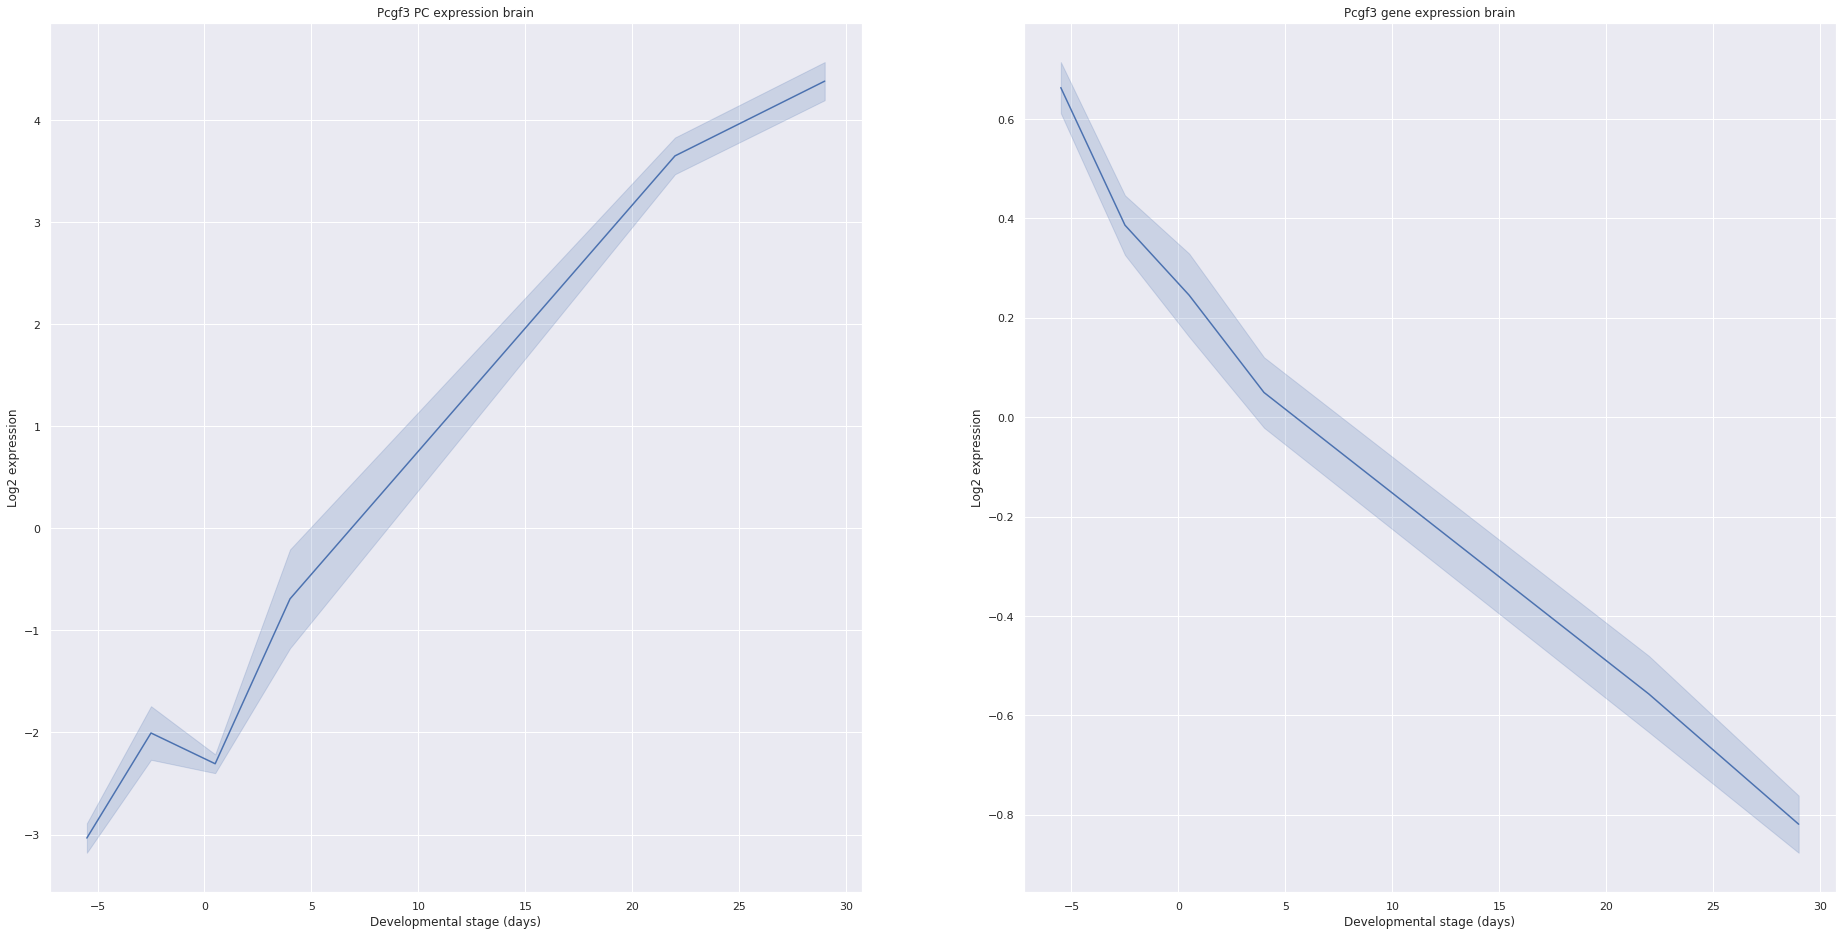 Pcgf3 PC expression brain
Log2 expression
4
3
2
1
0
−1
−2
−3
−5 0 5 10 15 20 25 30
Developmental stage (days)
Pcgf3 gene expression brain
Log2 expression
0.6
0.4
0.2
0.0
−0.2
−0.4
−0.6
−0.8
−5 0 5 10 15 20 25 30
Developmental stage (days)